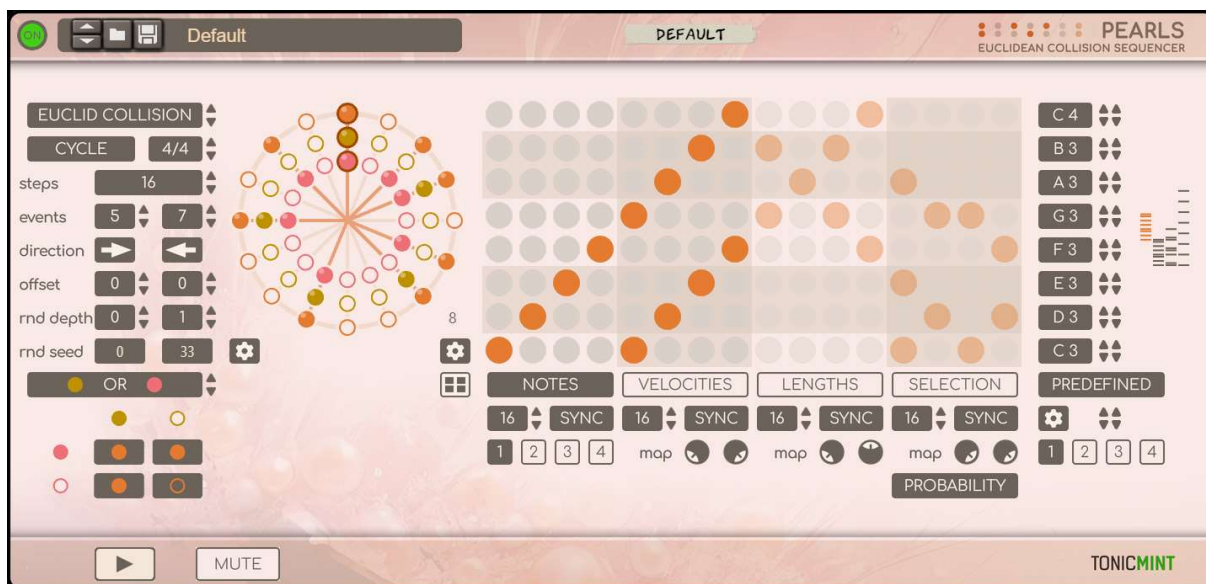 ON Default DEFAULT PEARLS
EUCLIDEAN COLLISION SEQUENCER
EUCLID COLLISION
CYCLE 4/4
steps 16
events 5 7
direction
offset 0 0
rnd depth 0 1
rnd seed 0 33
OR
8
C 4
B 3
A 3
G 3
F 3
E 3
D 3
C 3
NOTES VELOCITIES LENGTHS SELECTION PREDEFINED
16 SYNC 16 SYNC 16 SYNC 16 SYNC
1 2 3 4 map map map 1 2 3 4
PROBABILITY
MUTE TONICMINT